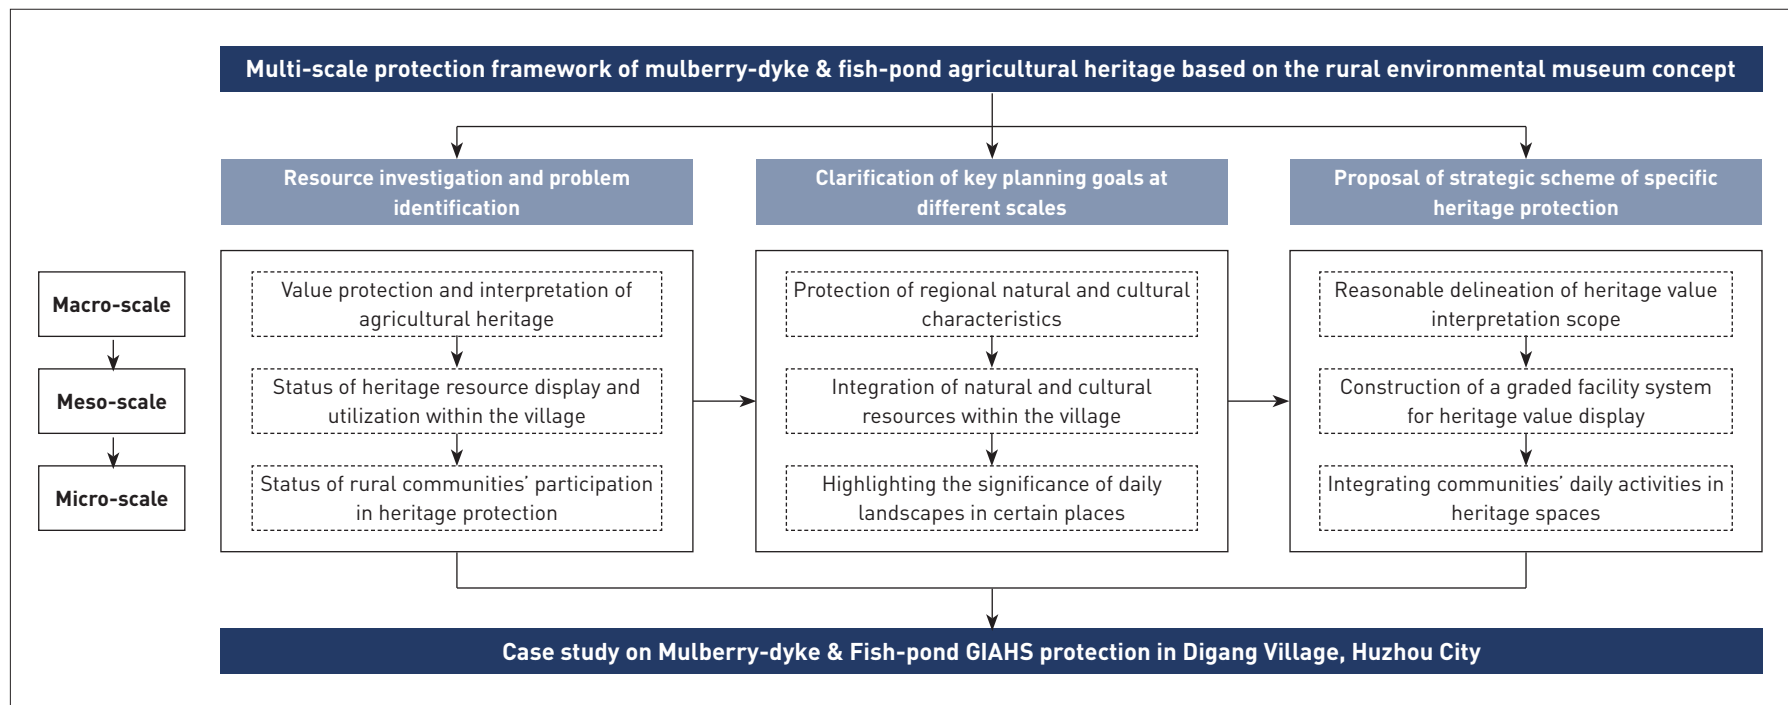 Multi-scale protection framework of mulberry-dyke & fish-pond agricultural heritage based on the rural environmental museum concept
Resource investigation and problem
identification
Clarification of key planning goals at
different scales
Proposal of strategic scheme of specific
heritage protection
Macro-scale
Value protection and interpretation of
agricultural heritage
Protection of regional natural and cultural
characteristics
Reasonable delineation of heritage value
interpretation scope
Meso-scale
Status of heritage resource display and
utilization within the village
Integration of natural and cultural
resources within the village
Construction of a graded facility system
for heritage value display
Micro-scale
Status of rural communities’ participation
in heritage protection
Highlighting the significance of daily
landscapes in certain places
Integrating communities’ daily activities in
heritage spaces
Case study on Mulberry-dyke & Fish-pond GIAHS protection in Digang Village, Huzhou City